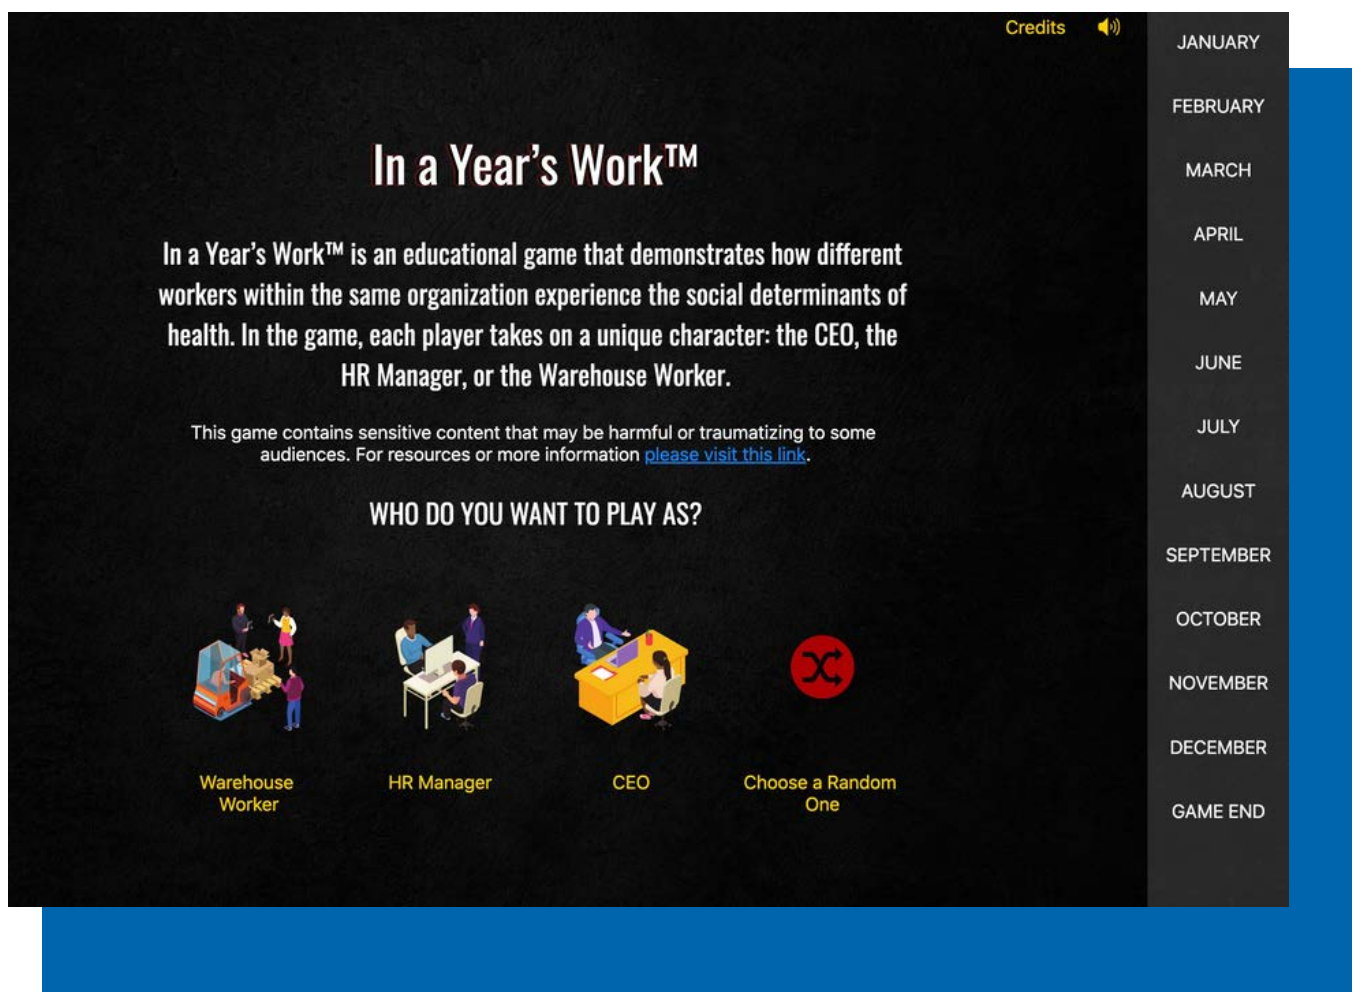 Credits
In a Year's Work™
In a Year's Work™ is an educational game that demonstrates how different
workers within the same organization experience the social determinants of
health. In the game, each player takes on a unique character: the CEO, the
HR Manager, or the Warehouse Worker.
This game contains sensitive content that may be harmful or traumatizing to some
audiences. For resources or more information please visit this link.
WHO DO YOU WANT TO PLAY AS?
Warehouse
Worker
HR Manager
CEO
Choose a Random
One
JANUARY
FEBRUARY
MARCH
APRIL
MAY
JUNE
JULY
AUGUST
SEPTEMBER
OCTOBER
NOVEMBER
DECEMBER
GAME END